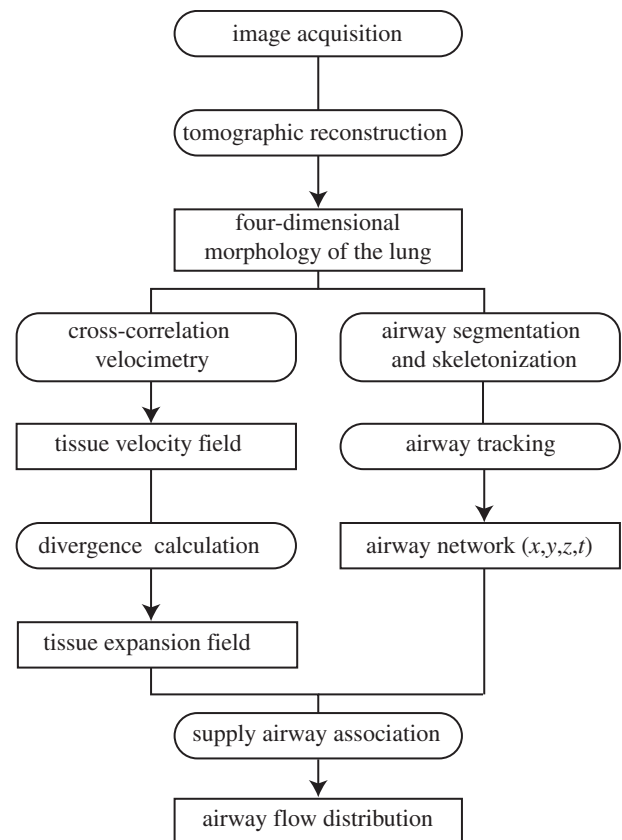 image acquisition
tomographic reconstruction
four-dimensional
morphology of the lung
cross-correlation
velocimetry
airway segmentation
and skeletonization
tissue velocity field
airway tracking
divergence calculation
airway network (x,y,z,t)
tissue expansion field
supply airway association
airway flow distribution